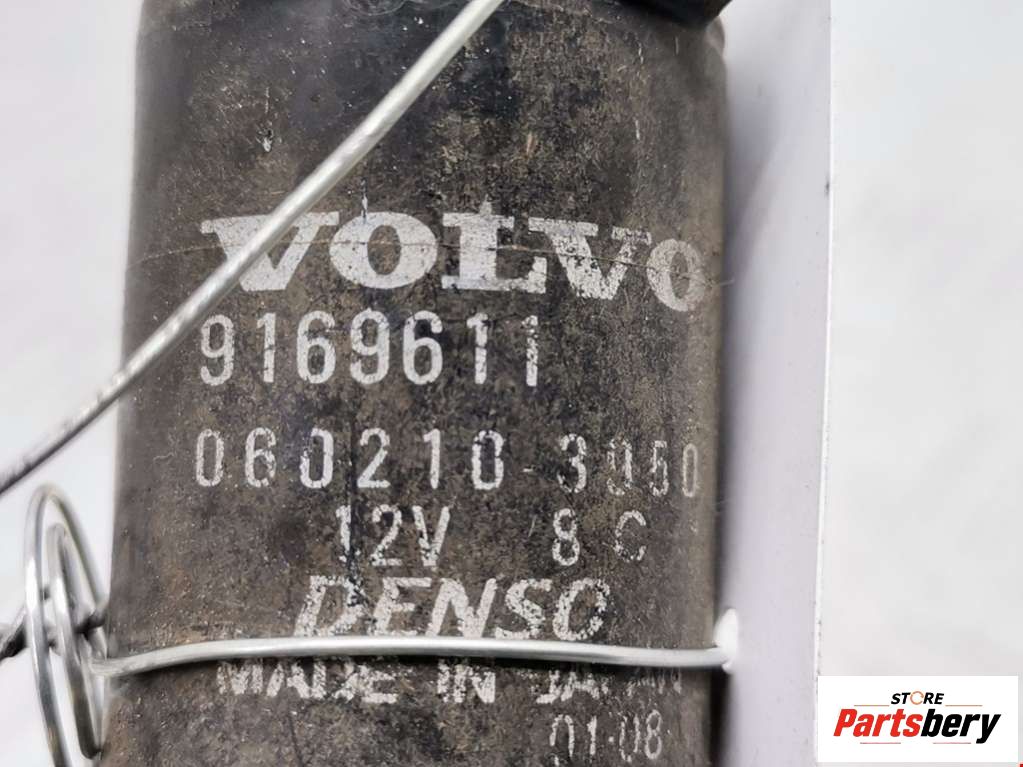 VOLVO
9169611
060210-3050
12V 8C
DENSO
MADE IN JAPAN
01·08
STORE
Partsbery